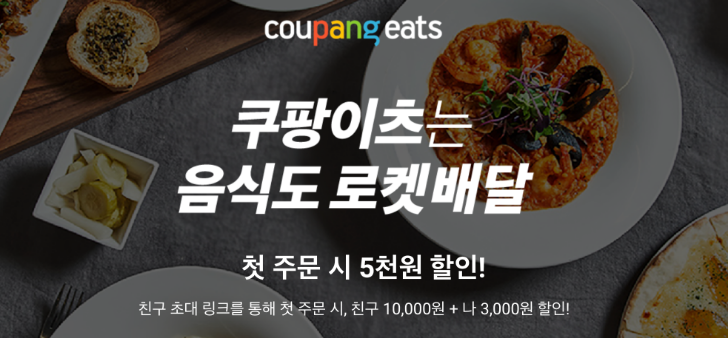 coupang eats
쿠팡이츠는
음식도 로켓배달
첫 주문 시 5천원 할인!
친구 초대 링크를 통해 첫 주문 시, 친구 10,000원 + 나 3,000원 할인!